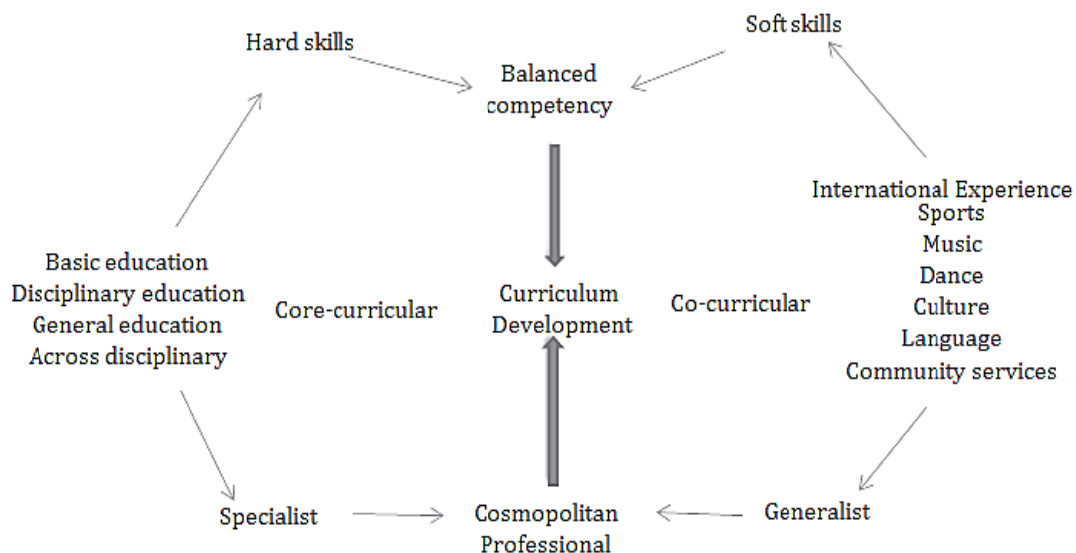 Soft skills
Hard skills
Balanced
competency
International Experience
Sports
Music
Dance
Culture
Language
Community services
Basic education
Disciplinary education
General education
Across disciplinary
Core-curricular
Curriculum
Development
Co-curricular
Specialist
Cosmopolitan
Professional
Generalist